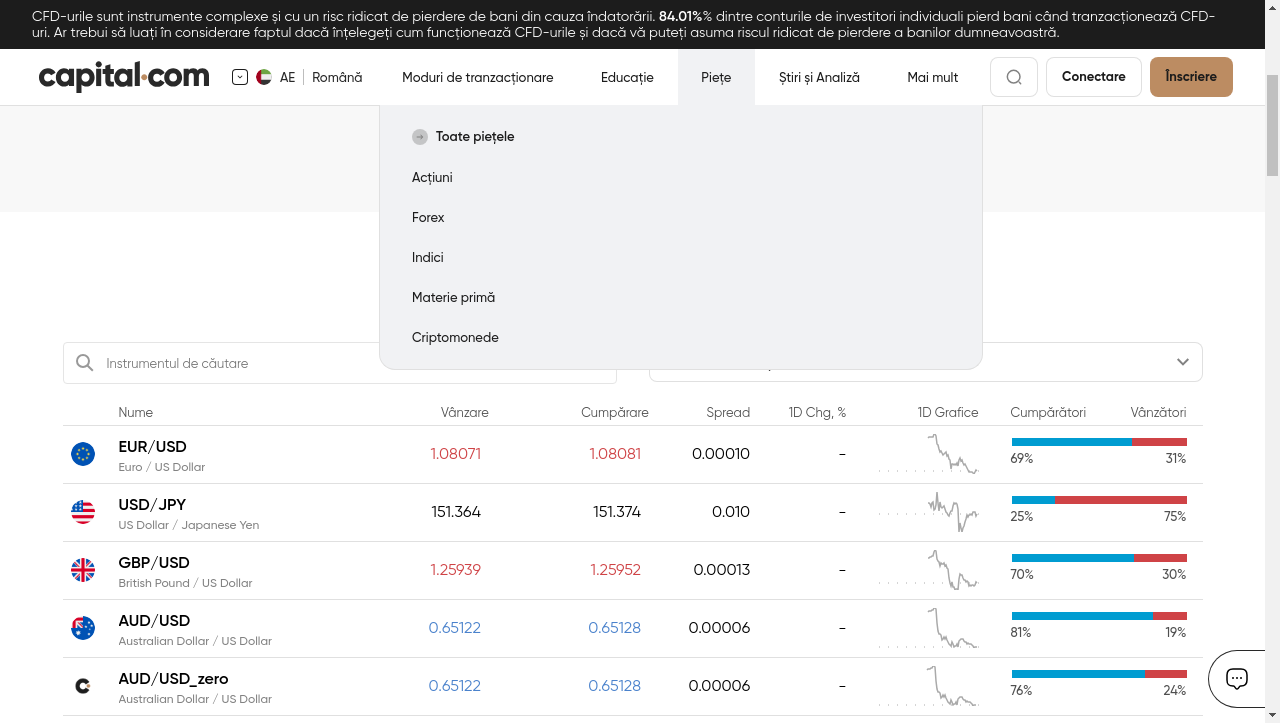 CFD-urile sunt instrumente complexe și cu un risc ridicat de pierdere de bani din cauza îndatorării. 84.01%% dintre conturile de investitori individuali pierd bani când tranzacționează CFD-
uri. Ar trebui să luați în considerare faptul dacă înțelegeți cum funcționează CFD-urile și dacă vă puteți asuma riscul ridicat de pierdere a banilor dumneavoastră.
capital.com AE Română Moduri de tranzacționare Educație Piețe Știri și Analiză Mai mult Conectare Înscriere
Toate piețele
Acțiuni
Forex
Indici
Materie primă
Criptomonede
Instrumentul de căutare
Nume Vânzare Cumpărare Spread 1D Chg, % 1D Grafice Cumpărători Vânzători
EUR/USD 1.08071 1.08081 0.00010 -
Euro / US Dollar 69% 31%
USD/JPY 151.364 151.374 0.010 -
US Dollar / Japanese Yen 25% 75%
GBP/USD 1.25939 1.25952 0.00013 -
British Pound / US Dollar 70% 30%
AUD/USD 0.65122 0.65128 0.00006 -
Australian Dollar / US Dollar 81% 19%
AUD/USD_zero 0.65122 0.65128 0.00006 -
Australian Dollar / US Dollar 76% 24%